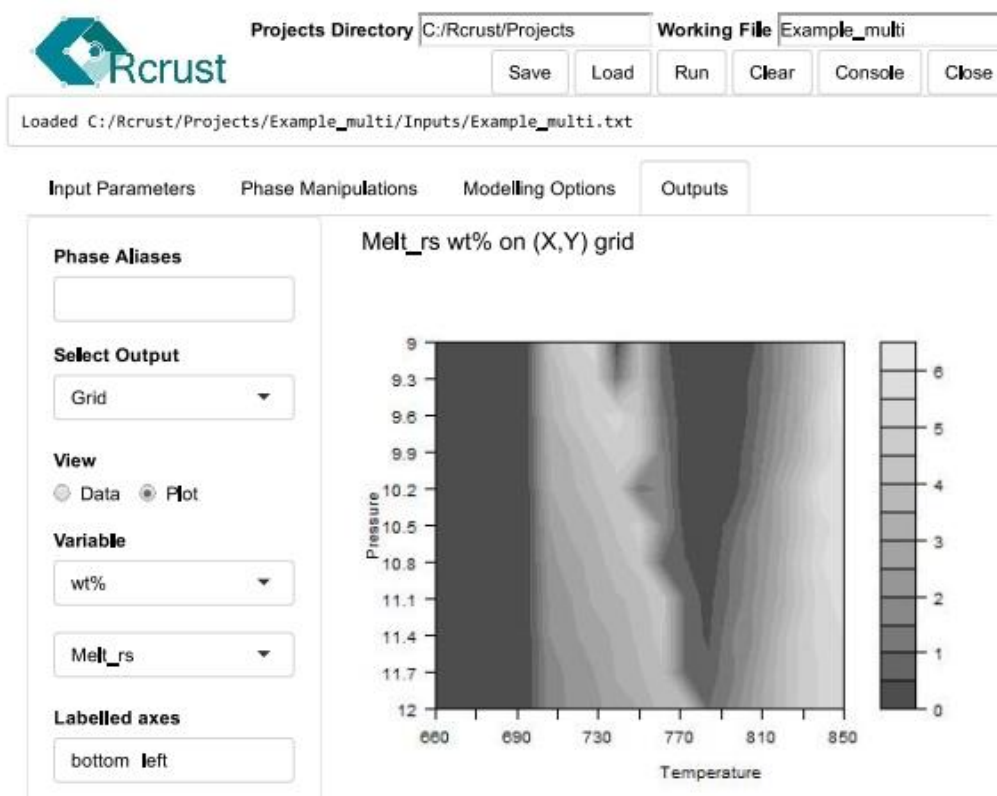 Projects Directory C:/Rcrust/Projects Working File Example_multi
Rcrust
Save Load Run Clear Console Close
Loaded C:/Rcrust/Projects/Example_multi/Inputs/Example_multi.txt
Input Parameters Phase Manipulations Modelling Options Outputs
Phase Aliases
Select Output
Grid
View
Data Plot
Variable
wt%
Melt_rs
Labelled axes
bottom left
Melt_rs wt% on (X,Y) grid
Pressure
9
9.3
9.6
9.9
10.2
10.5
10.8
11.1
11.4
11.7
12
660 690 730 770 810 850
Temperature
6
5
4
3
2
1
0